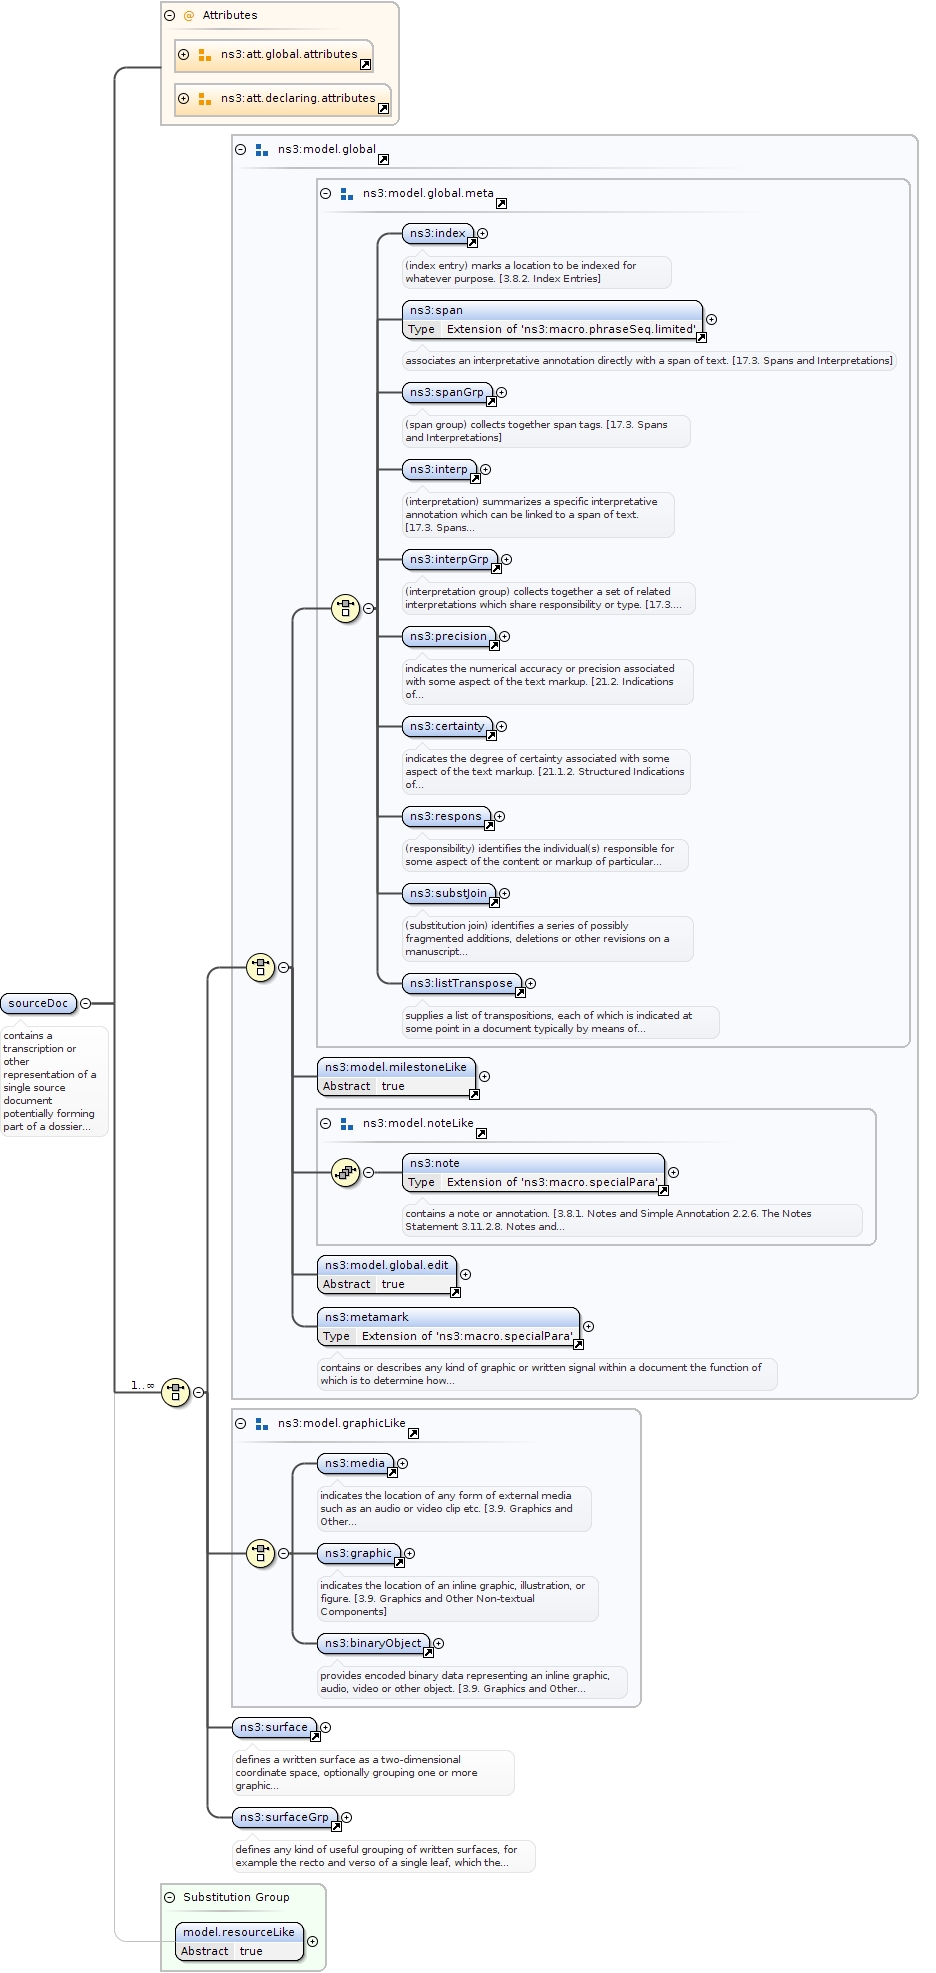 @ Attributes
ns3:att.global.attributes
ns3:att.declaring.attributes
ns3:model.global
ns3:model.global.meta
ns3:index
(index entry) marks a location to be indexed for
whatever purpose. [3.8.2. Index Entries]
ns3:span
Type Extension of 'ns3:macro.phraseSeq.limited'
associates an interpretative annotation directly with a span of text. [17.3. Spans and Interpretations]
ns3:spanGrp
(span group) collects together span tags. [17.3. Spans
and Interpretations]
ns3:interp
(interpretation) summarizes a specific interpretative
annotation which can be linked to a span of text.
[17.3. Spans...
ns3:interpGrp
(interpretation group) collects together a set of related
interpretations which share responsibility or type. [17.3....
ns3:precision
indicates the numerical accuracy or precision associated
with some aspect of the text markup. [21.2. Indications
of...
ns3:certainty
indicates the degree of certainty associated with some
aspect of the text markup. [21.1.2. Structured Indications
of...
ns3:respons
(responsibility) identifies the individual(s) responsible for
some aspect of the content or markup of particular...
ns3:substJoin
(substitution join) identifies a series of possibly
fragmented additions, deletions or other revisions on a
manuscript...
ns3:listTranspose
supplies a list of transpositions, each of which is indicated at
some point in a document typically by means of...
sourceDoc
contains a
transcription or
other
representation of a
single source
document
potentially forming
part of a dossier...
ns3:model.milestoneLike
Abstract true
ns3:model.noteLike
ns3:note
Type Extension of 'ns3:macro.specialPara'
contains a note or annotation. [3.8.1. Notes and Simple Annotation 2.2.6. The Notes
Statement 3.11.2.8. Notes and...
ns3:model.global.edit
Abstract true
ns3:metamark
Type Extension of 'ns3:macro.specialPara'
contains or describes any kind of graphic or written signal within a document the function of
which is to determine how...
1..∞
ns3:model.graphicLike
ns3:media
indicates the location of any form of external media
such as an audio or video clip etc. [3.9. Graphics and
Other...
ns3:graphic
indicates the location of an inline graphic, illustration, or
figure. [3.9. Graphics and Other Non-textual
Components]
ns3:binaryObject
provides encoded binary data representing an inline graphic,
audio, video or other object. [3.9. Graphics and Other...
ns3:surface
defines a written surface as a two-dimensional
coordinate space, optionally grouping one or more
graphic...
ns3:surfaceGrp
defines any kind of useful grouping of written surfaces, for
example the recto and verso of a single leaf, which the...
Substitution Group
model.resourceLike
Abstract true